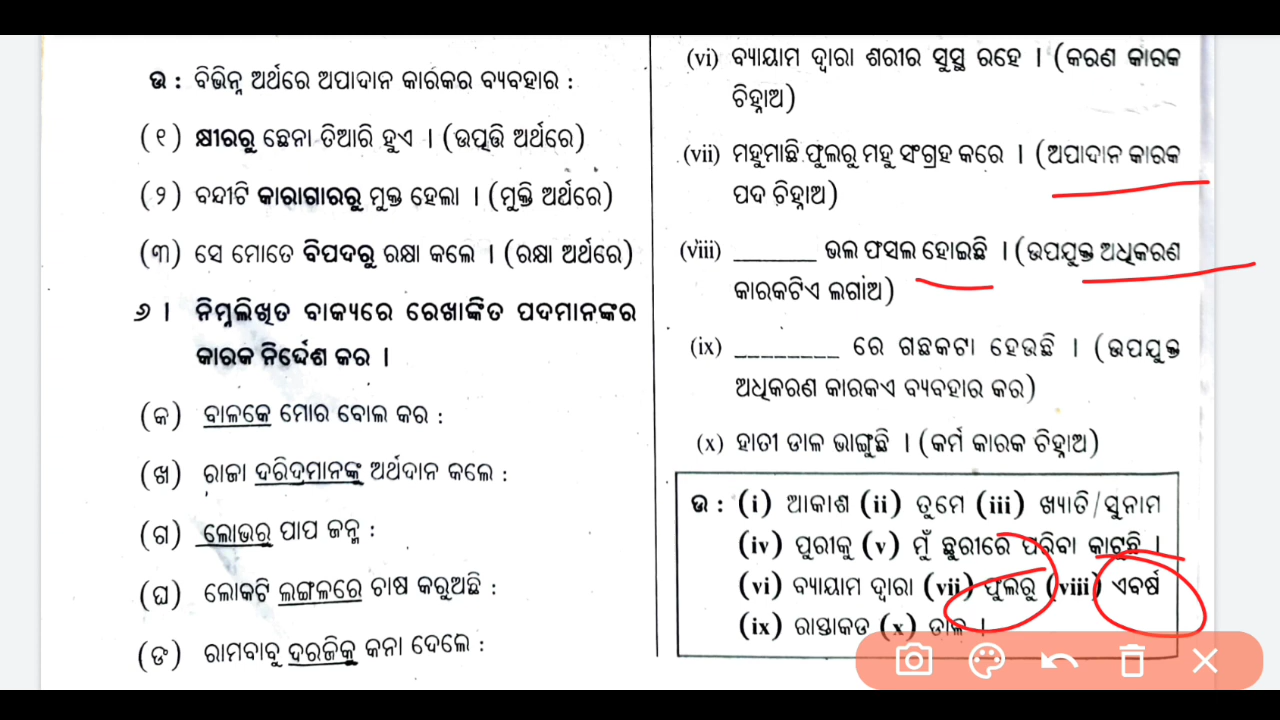 ଉ : ବିଭିନ୍ନ ଅର୍ଥରେ ଅପାଦାନ କାରକର ବ୍ୟବହାର :
(୧) କ୍ଷୀରରୁ ଛେନା ତିଆରି ହୁଏ । (ଉତ୍ପତ୍ତି ଅର୍ଥରେ)
(୨) ବନ୍ଦୀଟି କାରାଗାରରୁ ମୁକ୍ତ ହେଲା । (ମୁକ୍ତି ଅର୍ଥରେ)
(୩) ସେ ମୋତେ ବିପଦରୁ ରକ୍ଷା କଲେ । (ରକ୍ଷା ଅର୍ଥରେ)
୬ । ନିମ୍ନଲିଖିତ ବାକ୍ୟରେ ରେଖାଙ୍କିତ ପଦମାନଙ୍କର
କାରକ ନିର୍ଦ୍ଦେଶ କର ।
(କ) ବାଳକେ ମୋର ବୋଲ କର :
(ଖ) ରାଜା ଦରିଦ୍ରମାନଙ୍କୁ ଅର୍ଥଦାନ କଲେ :
(ଗ) ଲୋଭରୁ ପାପ ଜନ୍ମ :
(ଘ) ଲୋକଟି ଲଙ୍ଗଳରେ ଚାଷ କରୁଅଛି :
(ଙ) ରାମବାବୁ ଦରଜିକୁ କନା ଦେଲେ :
(vi) ବ୍ୟାୟାମ ଦ୍ୱାରା ଶରୀର ସୁସ୍ଥ ରହେ । (କରଣ କାରକ
ଚିହ୍ନାଅ)
(vii) ମହୁମାଛି ଫୁଲରୁ ମହୁ ସଂଗ୍ରହ କରେ । (ଅପାଦାନ କାରକ
ପଦ ଚିହ୍ନାଅ)
(viii) _______ ଭଲ ଫସଲ ହୋଇଛି । (ଉପଯୁକ୍ତ ଅଧିକରଣ
କାରକଟିଏ ଲଗାଁଅ)
(ix) ________ ରେ ଗଛକଟା ହେଉଛି । (ଉପଯୁକ୍ତ
ଅଧିକରଣ କାରକଏ ବ୍ୟବହାର କର)
(x) ହାତୀ ଡାଳ ଭାଙ୍ଗୁଛି । (କର୍ମ କାରକ ଚିହ୍ନାଅ)
ଉ : (i) ଆକାଶ (ii) ତୁମେ (iii) ଖ୍ୟାତି/ସୁନାମ
(iv) ପୁରୀକୁ (v) ମୁଁ ଛୁରୀରେ ପରିବା କାଟୁଛି ।
(vi) ବ୍ୟାୟାମ ଦ୍ୱାରା (vii) ଫୁଲରୁ (viii) ଏବର୍ଷ
(ix) ରାସ୍ତାକଡ (x) ଡାଳ ।